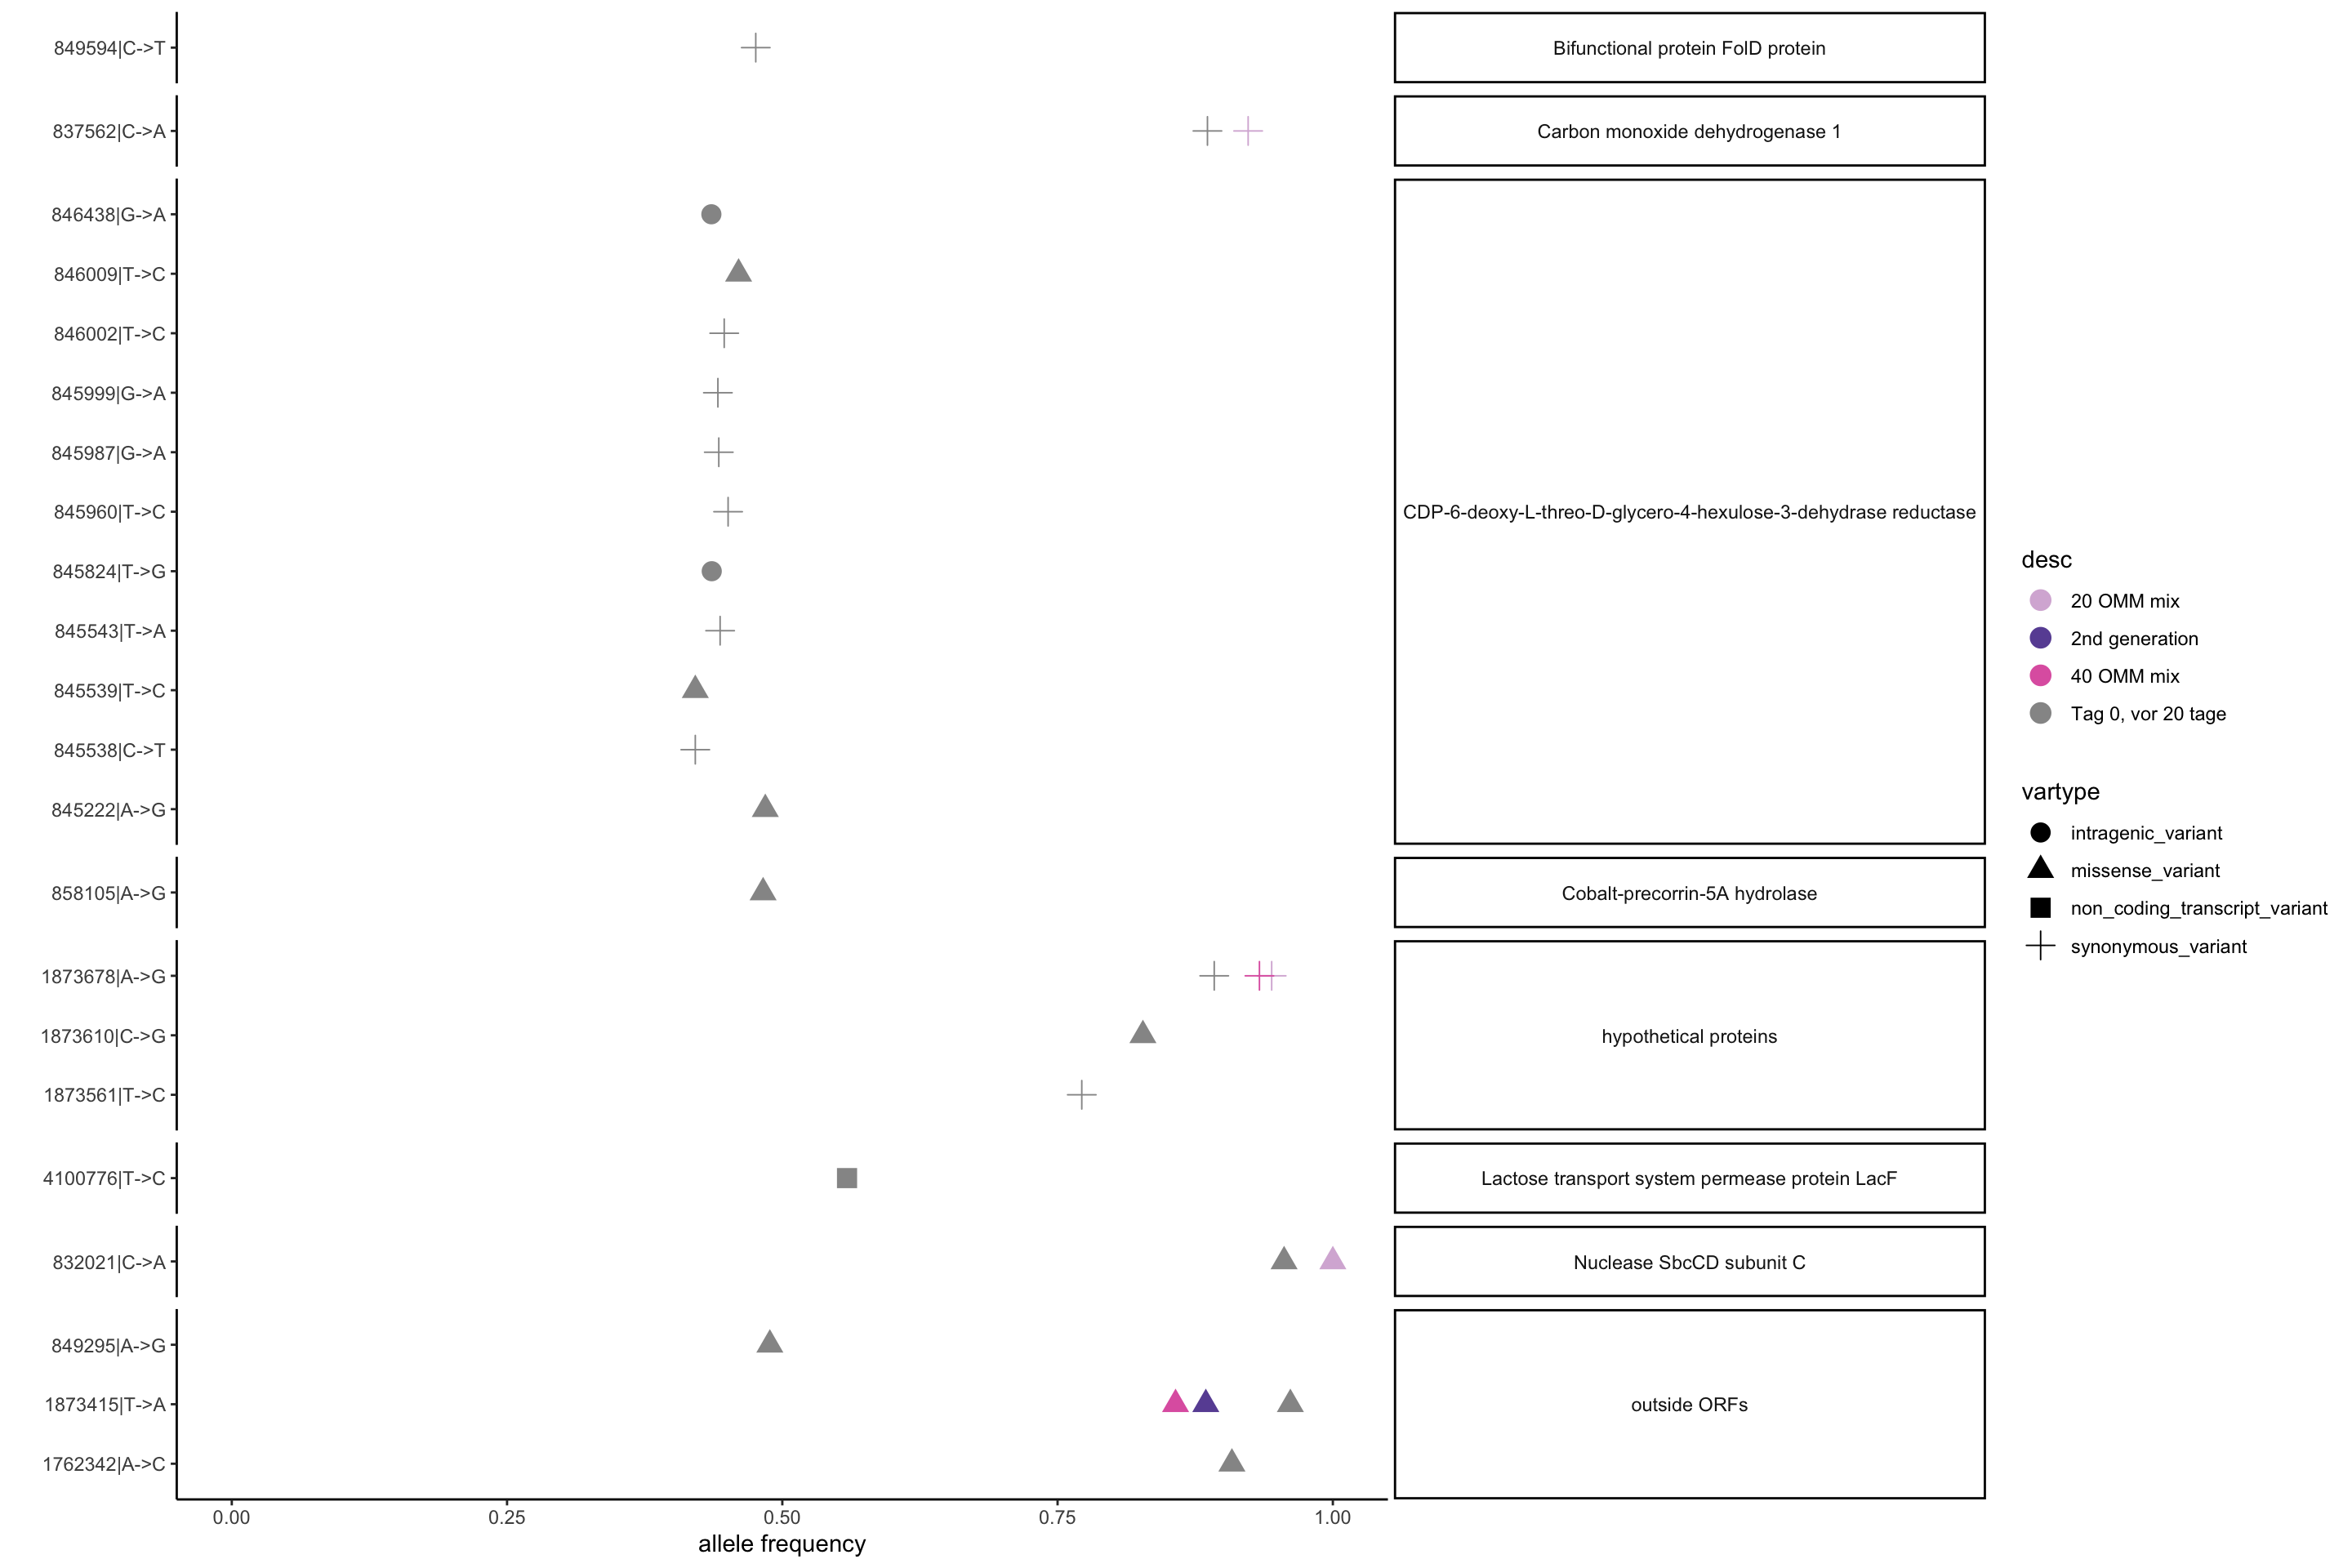 849594|C->T
Bifunctional protein FolD protein
837562|C->A
Carbon monoxide dehydrogenase 1
846438|G->A
846009|T->C
846002|T->C
845999|G->A
845987|G->A
845960|T->C
CDP-6-deoxy-L-threo-D-glycero-4-hexulose-3-dehydrase reductase
845824|T->G
845543|T->A
845539|T->C
845538|C->T
845222|A->G
858105|A->G
Cobalt-precorrin-5A hydrolase
1873678|A->G
1873610|C->G
hypothetical proteins
1873561|T->C
4100776|T->C
Lactose transport system permease protein LacF
832021|C->A
Nuclease SbcCD subunit C
849295|A->G
1873415|T->A
outside ORFs
1762342|A->C
0.00 0.25 0.50 0.75 1.00
allele frequency
desc
20 OMM mix
2nd generation
40 OMM mix
Tag 0, vor 20 tage
vartype
intragenic_variant
missense_variant
non_coding_transcript_variant
synonymous_variant